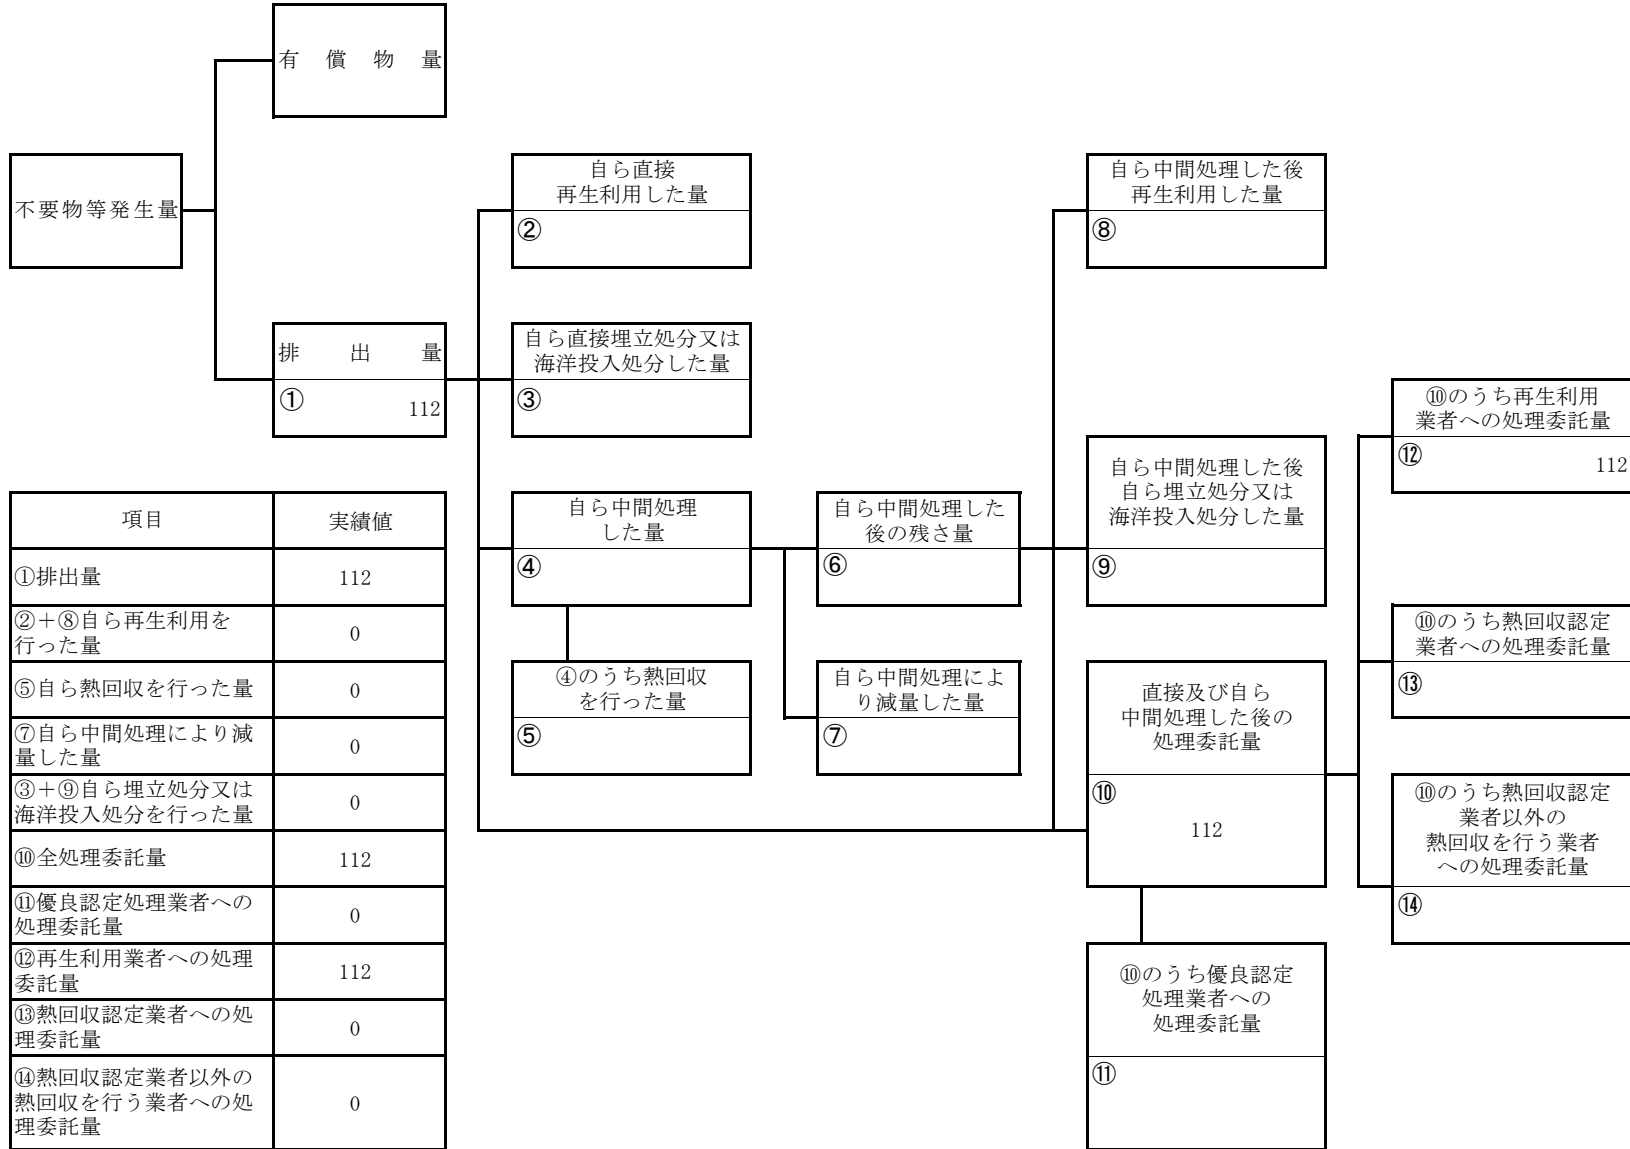 有償物量
不要物等発生量
排出量
①
112
自ら直接
再生利用した量
②
自ら直接埋立処分又は
海洋投入処分した量
③
自ら中間処理
した量
④
④のうち熱回収
を行った量
⑤
自ら中間処理した
後の残さ量
⑥
自ら中間処理によ
り減量した量
⑦
自ら中間処理した後
再生利用した量
⑧
自ら中間処理した後
自ら埋立処分又は
海洋投入処分した量
⑨
直接及び自ら
中間処理した後の
処理委託量
⑩
112
⑩のうち優良認定
処理業者への
処理委託量
⑪
⑩のうち再生利用
業者への処理委託量
⑫
112
⑩のうち熱回収認定
業者への処理委託量
⑬
⑩のうち熱回収認定
業者以外の
熱回収を行う業者
への処理委託量
⑭
項目 実績値
①排出量 112
②+⑧自ら再生利用を
行った量 0
⑤自ら熱回収を行った量 0
⑦自ら中間処理により減
量した量 0
③+⑨自ら埋立処分又は
海洋投入処分を行った量 0
⑩全処理委託量 112
⑪優良認定処理業者への
処理委託量 0
⑫再生利用業者への処理
委託量 112
⑬熱回収認定業者への処
理委託量 0
⑭熱回収認定業者以外の
熱回収を行う業者への処
理委託量 0